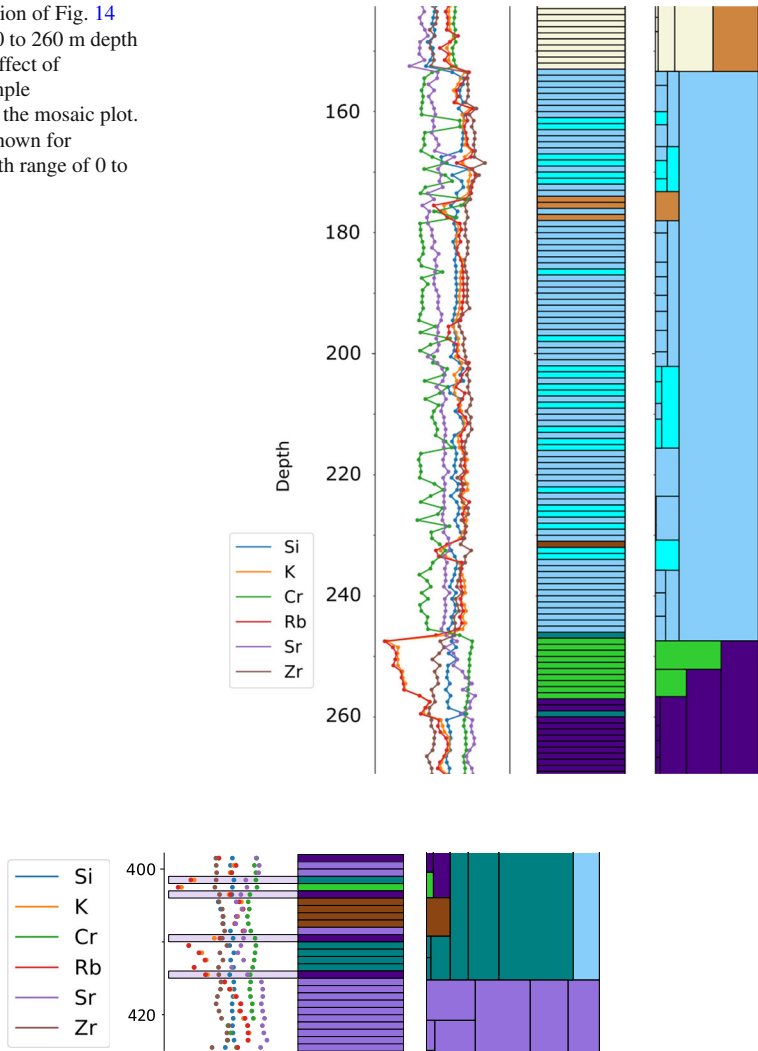 ion of Fig. 14
0 to 260 m depth
ffect of
nple
the mosaic plot.
nown for
th range of 0 to
160
180
200
220
240
260
Depth
Si
K
Cr
Rb
Sr
Zr
Si
K
Cr
Rb
Sr
Zr
400
420